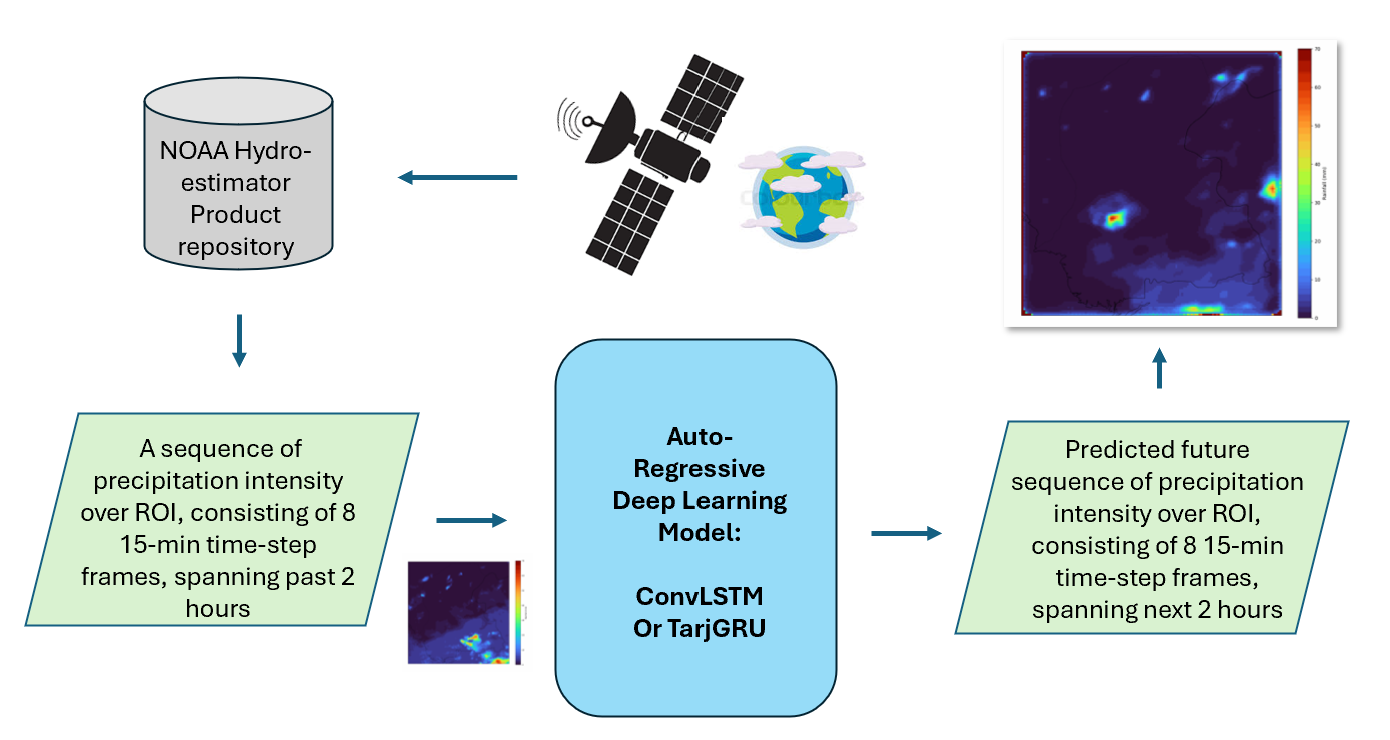 NOAA Hydro-
estimator
Product
repository
A sequence of
precipitation intensity
over ROI, consisting of 8
15-min time-step
frames, spanning past 2
hours
Auto-
Regressive
Deep Learning
Model:
ConvLSTM
Or TarjGRU
Predicted future
sequence of precipitation
intensity over ROI,
consisting of 8 15-min
time-step frames,
spanning next 2 hours
70
60
50
40
30
20
10
0
Rainfall (mm)